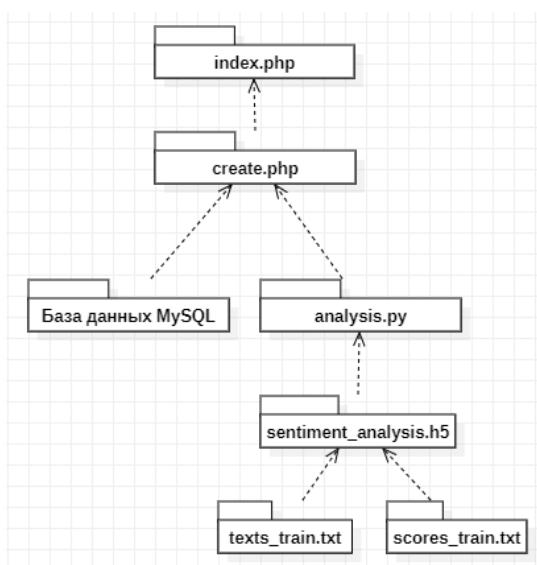 index.php
create.php
База данных MySQL
analysis.py
sentiment_analysis.h5
texts_train.txt
scores_train.txt